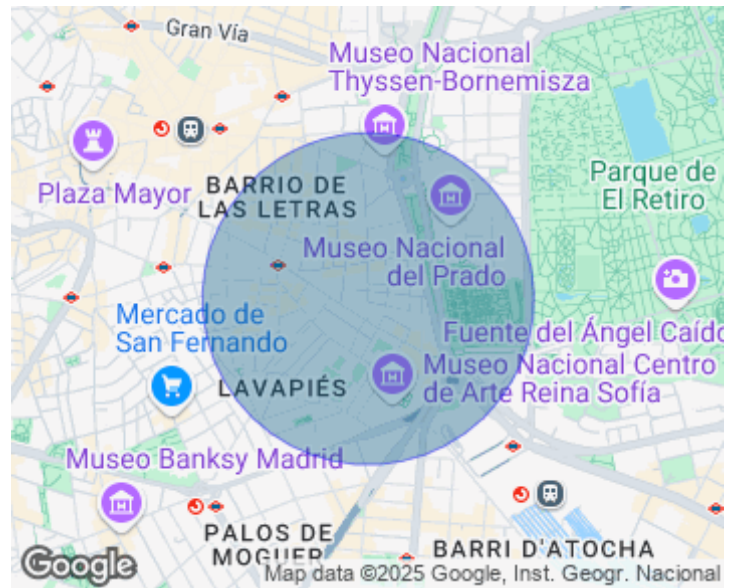 Gran Vía
Museo Nacional
Thyssen-Bornemisza
Plaza Mayor
BARRIO DE
LAS LETRAS
Parque de
El Retiro
Museo Nacional
del Prado
Mercado de
San Fernando
Fuente del Ángel Caído
LAVAPIÉS
Museo Nacional Centro
de Arte Reina Sofía
Museo Banksy Madrid
PALOS DE
MOGUER
BARRI D'ATOCHA
Google
Map data ©2025 Google, Inst. Geogr. Nacional